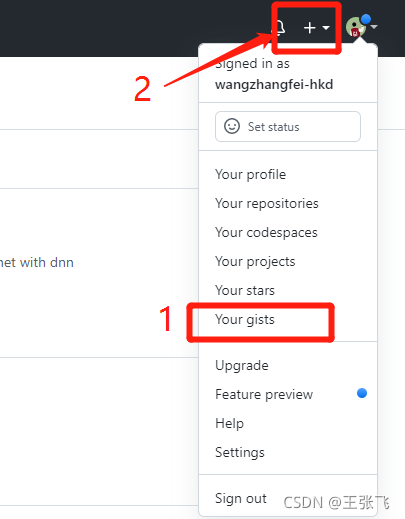 Signed in as
2
wangzhangfei-hkd
Set status
Your profile
Your repositories
Your codespaces
net with dnn
Your projects
Your stars
1
Your gists
Upgrade
Feature preview
Help
Settings
Sign out
CSDN @王张飞